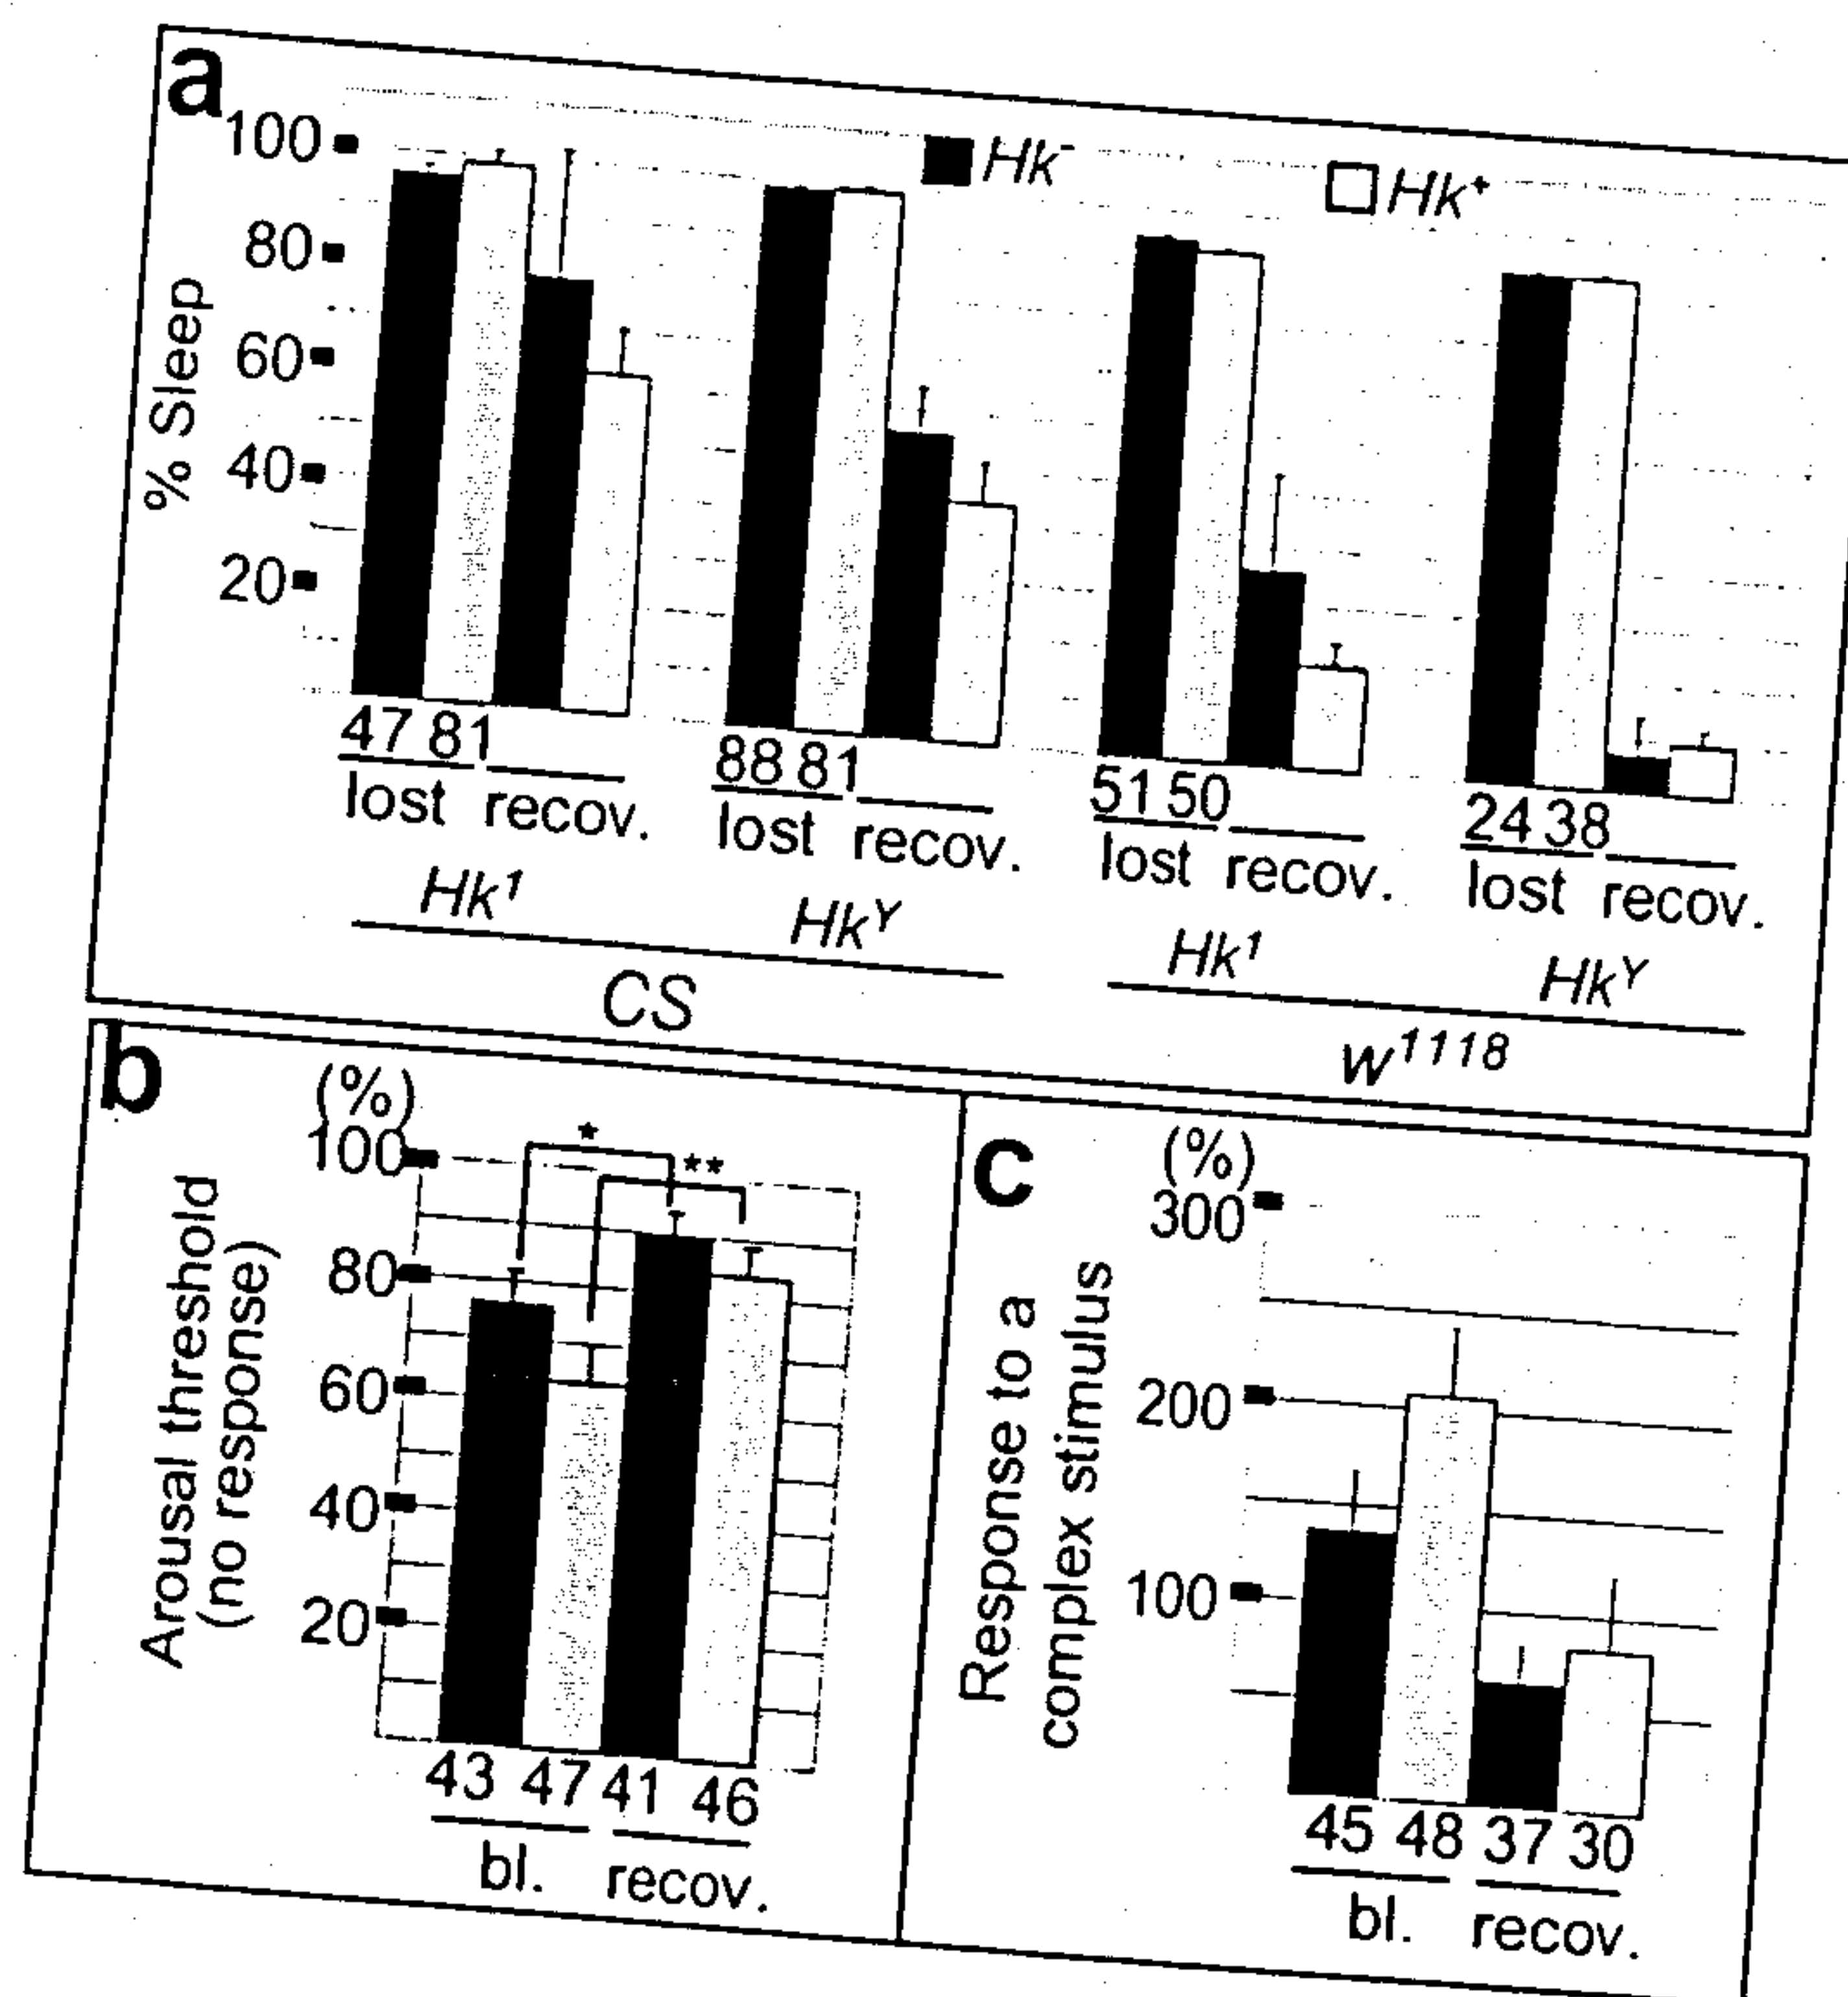 a
100
Hk-
Hk+
80
60
40
20
% Sleep
47 81
88 81
51 50
24 38
lost recov.
lost recov.
lost recov.
lost recov.
Hk1
HkY
Hk1
HkY
CS
w1118
b
(%)
100
80
60
40
20
Arousal threshold
(no response)
*
**
43 47 41 46
bl. recov.
c
(%)
300
200
100
Response to a
complex stimulus
45 48 37 30
bl. recov.